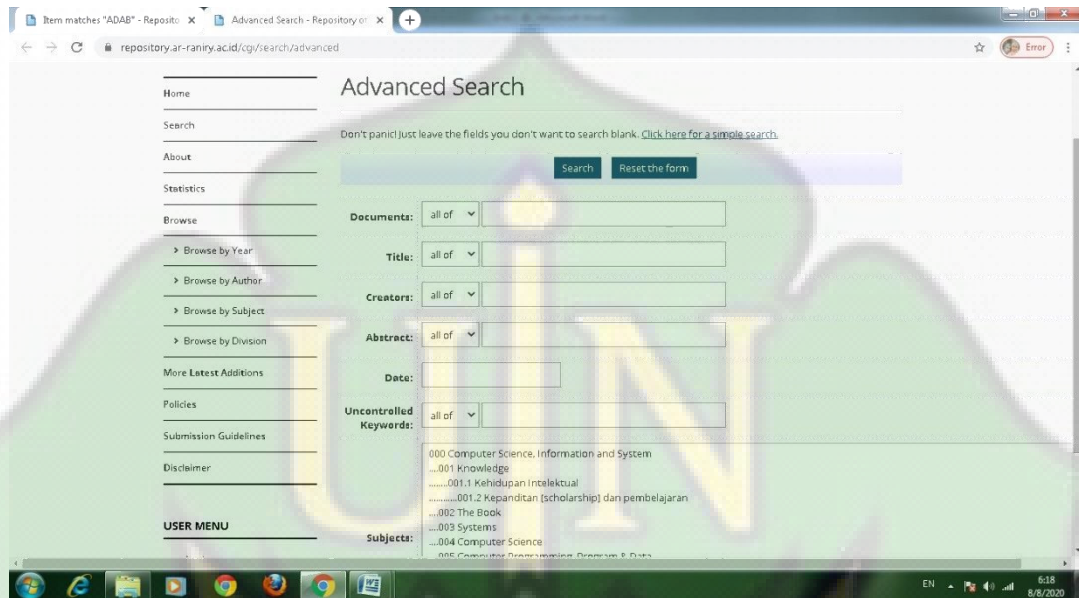 Item matches "ADAB" - Reposito
Advanced Search - Repository of
repository.ar-raniry.ac.id/cgi/search/advanced
Error
Home
Search
About
Statistics
Browse
> Browse by Year
> Browse by Author
> Browse by Subject
> Browse by Division
More Latest Additions
Policies
Submission Guidelines
Disclaimer
USER MENU
Advanced Search
Don't panic! Just leave the fields you don't want to search blank. Click here for a simple search.
Search Reset the form
Documents: all of
Title: all of
Creators: all of
Abstract: all of
Date:
Uncontrolled
Keywords: all of
Subjects:
000 Computer Science, Information and System
....001 Knowledge
.......001.1 Kehidupan Intelektual
..........001.2 Kepanditan [scholarship] dan pembelajaran
....002 The Book
....003 Systems
....004 Computer Science
....005 Computer Programming, Program & Data
UIN
EN
6:18
8/8/2020